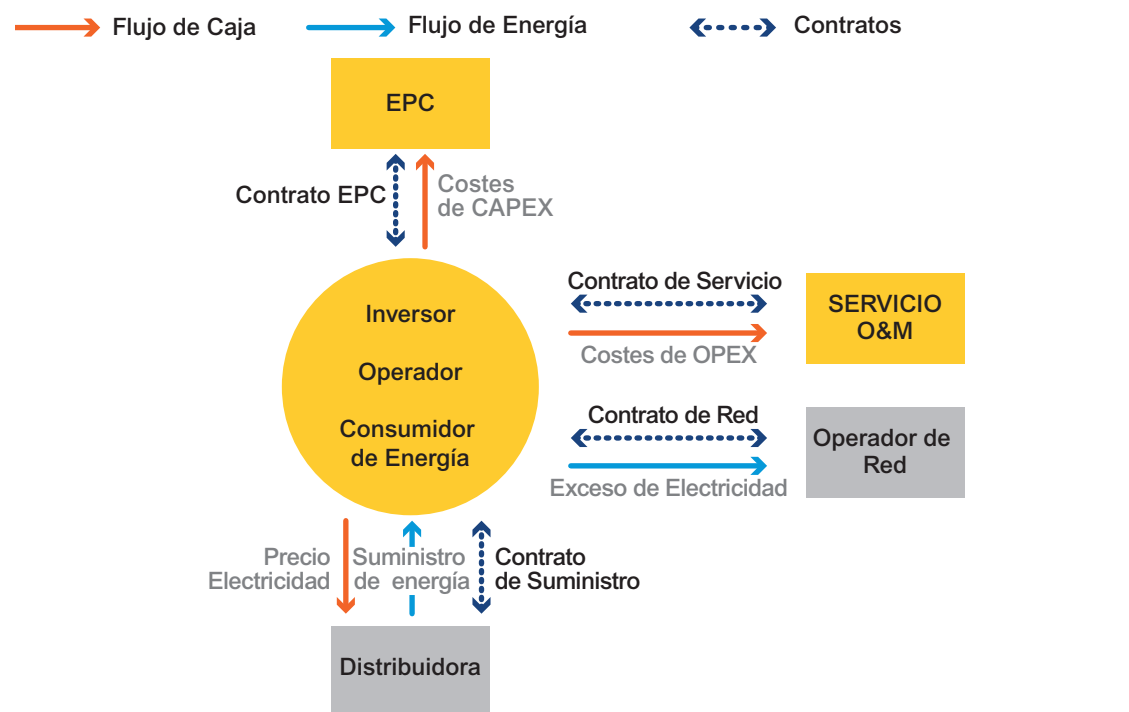 Flujo de Caja
Flujo de Energía
Contratos
EPC
Contrato EPC
Costes
de CAPEX
Inversor
Operador
Consumidor
de Energía
Contrato de Servicio
Costes de OPEX
SERVICIO
O&M
Contrato de Red
Exceso de Electricidad
Operador de
Red
Precio
Electricidad
Suministro
de energía
Contrato
de Suministro
Distribuidora